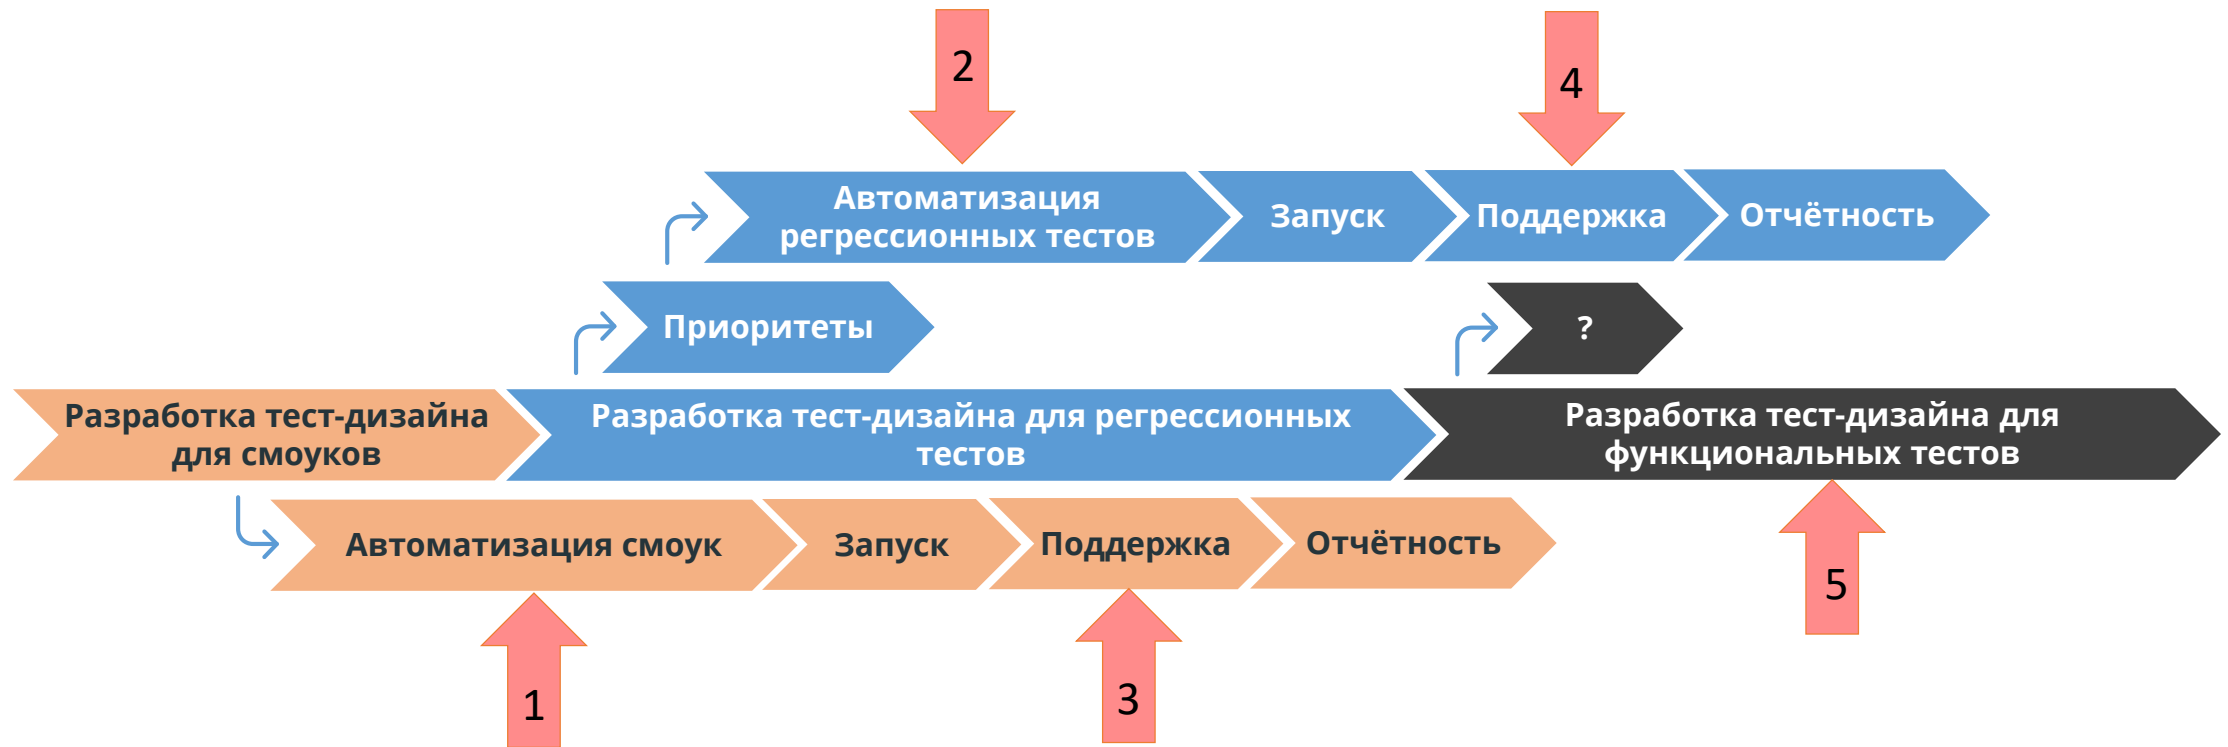 2
4
Автоматизация
регрессионных тестов
Запуск
Поддержка
Отчётность
Приоритеты
?
Разработка тест-дизайна
для смоуков
Разработка тест-дизайна для регрессионных
тестов
Разработка тест-дизайна для
функциональных тестов
Автоматизация смоук
Запуск
Поддержка
Отчётность
1
3
5